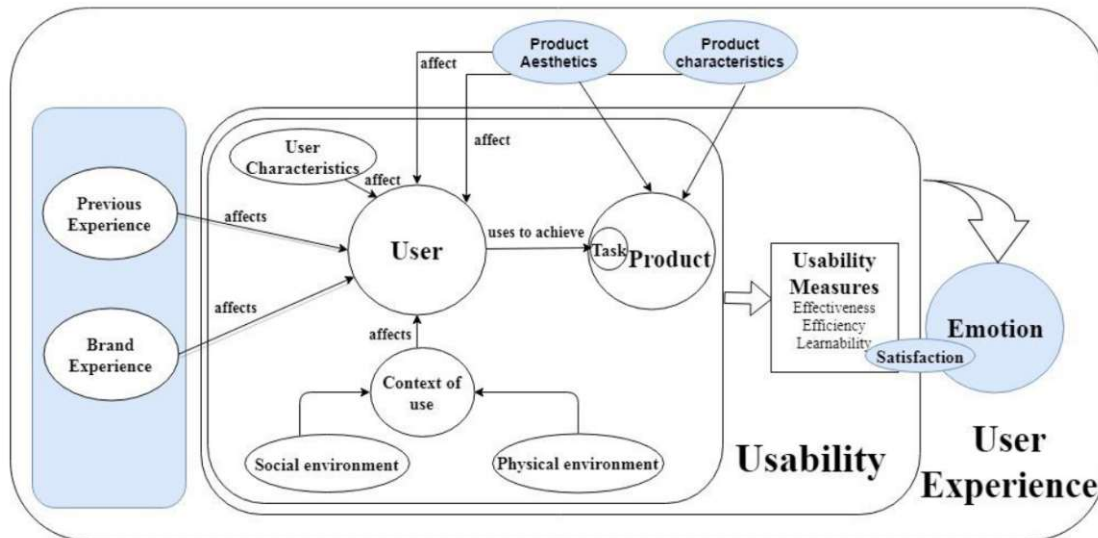 Product
Aesthetics
Product
characteristics
affect
affect
User
Characteristics
affect
Previous
Experience
affects
User
uses to achieve
Task
Product
Usability
Measures
Effectiveness
Efficiency
Learnability
Satisfaction
Emotion
affects
Brand
Experience
affects
Context of
use
Social environment
Physical environment
Usability
User
Experience